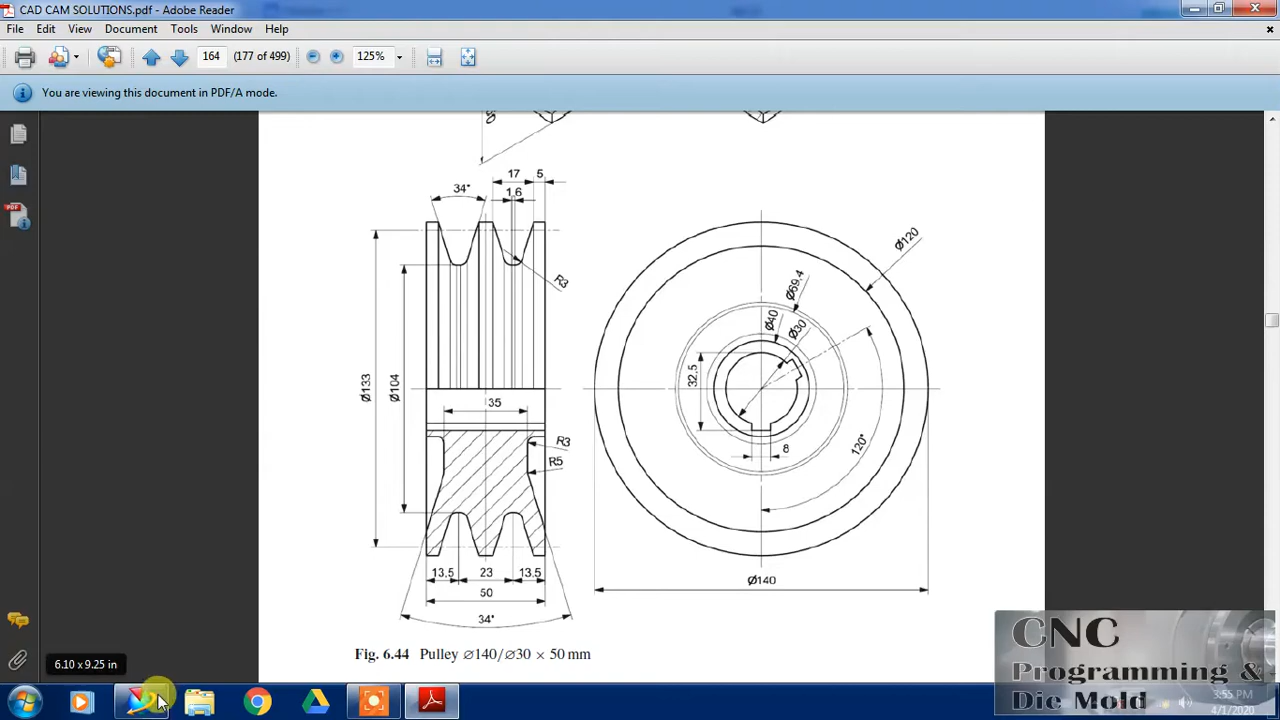 CAD CAM SOLUTIONS.pdf - Adobe Reader
File Edit View Document Tools Window Help
164 (177 of 499) 125%
You are viewing this document in PDF/A mode.
17 5
34°
1,6
R3
Ø133
Ø104
35
R3
R5
13,5 23 13,5
50
34°
Ø120
Ø69,4
Ø40
Ø30
32,5
8
120°
Ø140
Fig. 6.44 Pulley ⌀140/⌀30 × 50 mm
6.10 x 9.25 in
CNC
Programming &
Die Mold
3:55 PM
4/1/2020